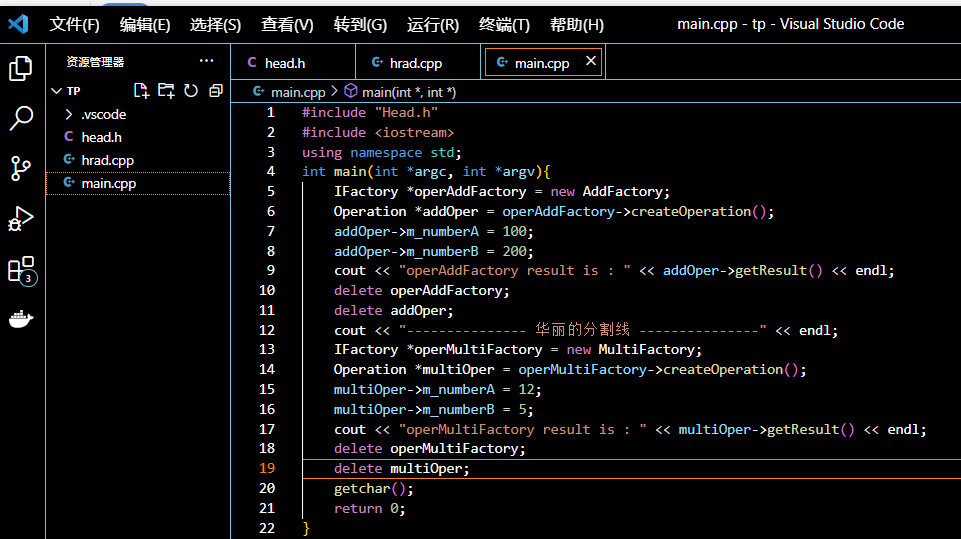 文件(F) 编辑(E) 选择(S) 查看(V) 转到(G) 运行(R) 终端(T) 帮助(H) main.cpp - tp - Visual Studio Code
资源管理器 ...
TP
.vscode
C head.h
C+ hrad.cpp
C+ main.cpp
3
C head.h C+ hrad.cpp C+ main.cpp ×
C+ main.cpp > main(int *, int *)
1 #include "Head.h"
2 #include <iostream>
3 using namespace std;
4 int main(int *argc, int *argv){
5 IFactory *operAddFactory = new AddFactory;
6 Operation *addOper = operAddFactory->createOperation();
7 addOper->m_numberA = 100;
8 addOper->m_numberB = 200;
9 cout << "operAddFactory result is : " << addOper->getResult() << endl;
10 delete operAddFactory;
11 delete addOper;
12 cout << "--------------- 华丽的分割线 ---------------" << endl;
13 IFactory *operMultiFactory = new MultiFactory;
14 Operation *multiOper = operMultiFactory->createOperation();
15 multiOper->m_numberA = 12;
16 multiOper->m_numberB = 5;
17 cout << "operMultiFactory result is : " << multiOper->getResult() << endl;
18 delete operMultiFactory;
19 delete multiOper;
20 getchar();
21 return 0;
22 }